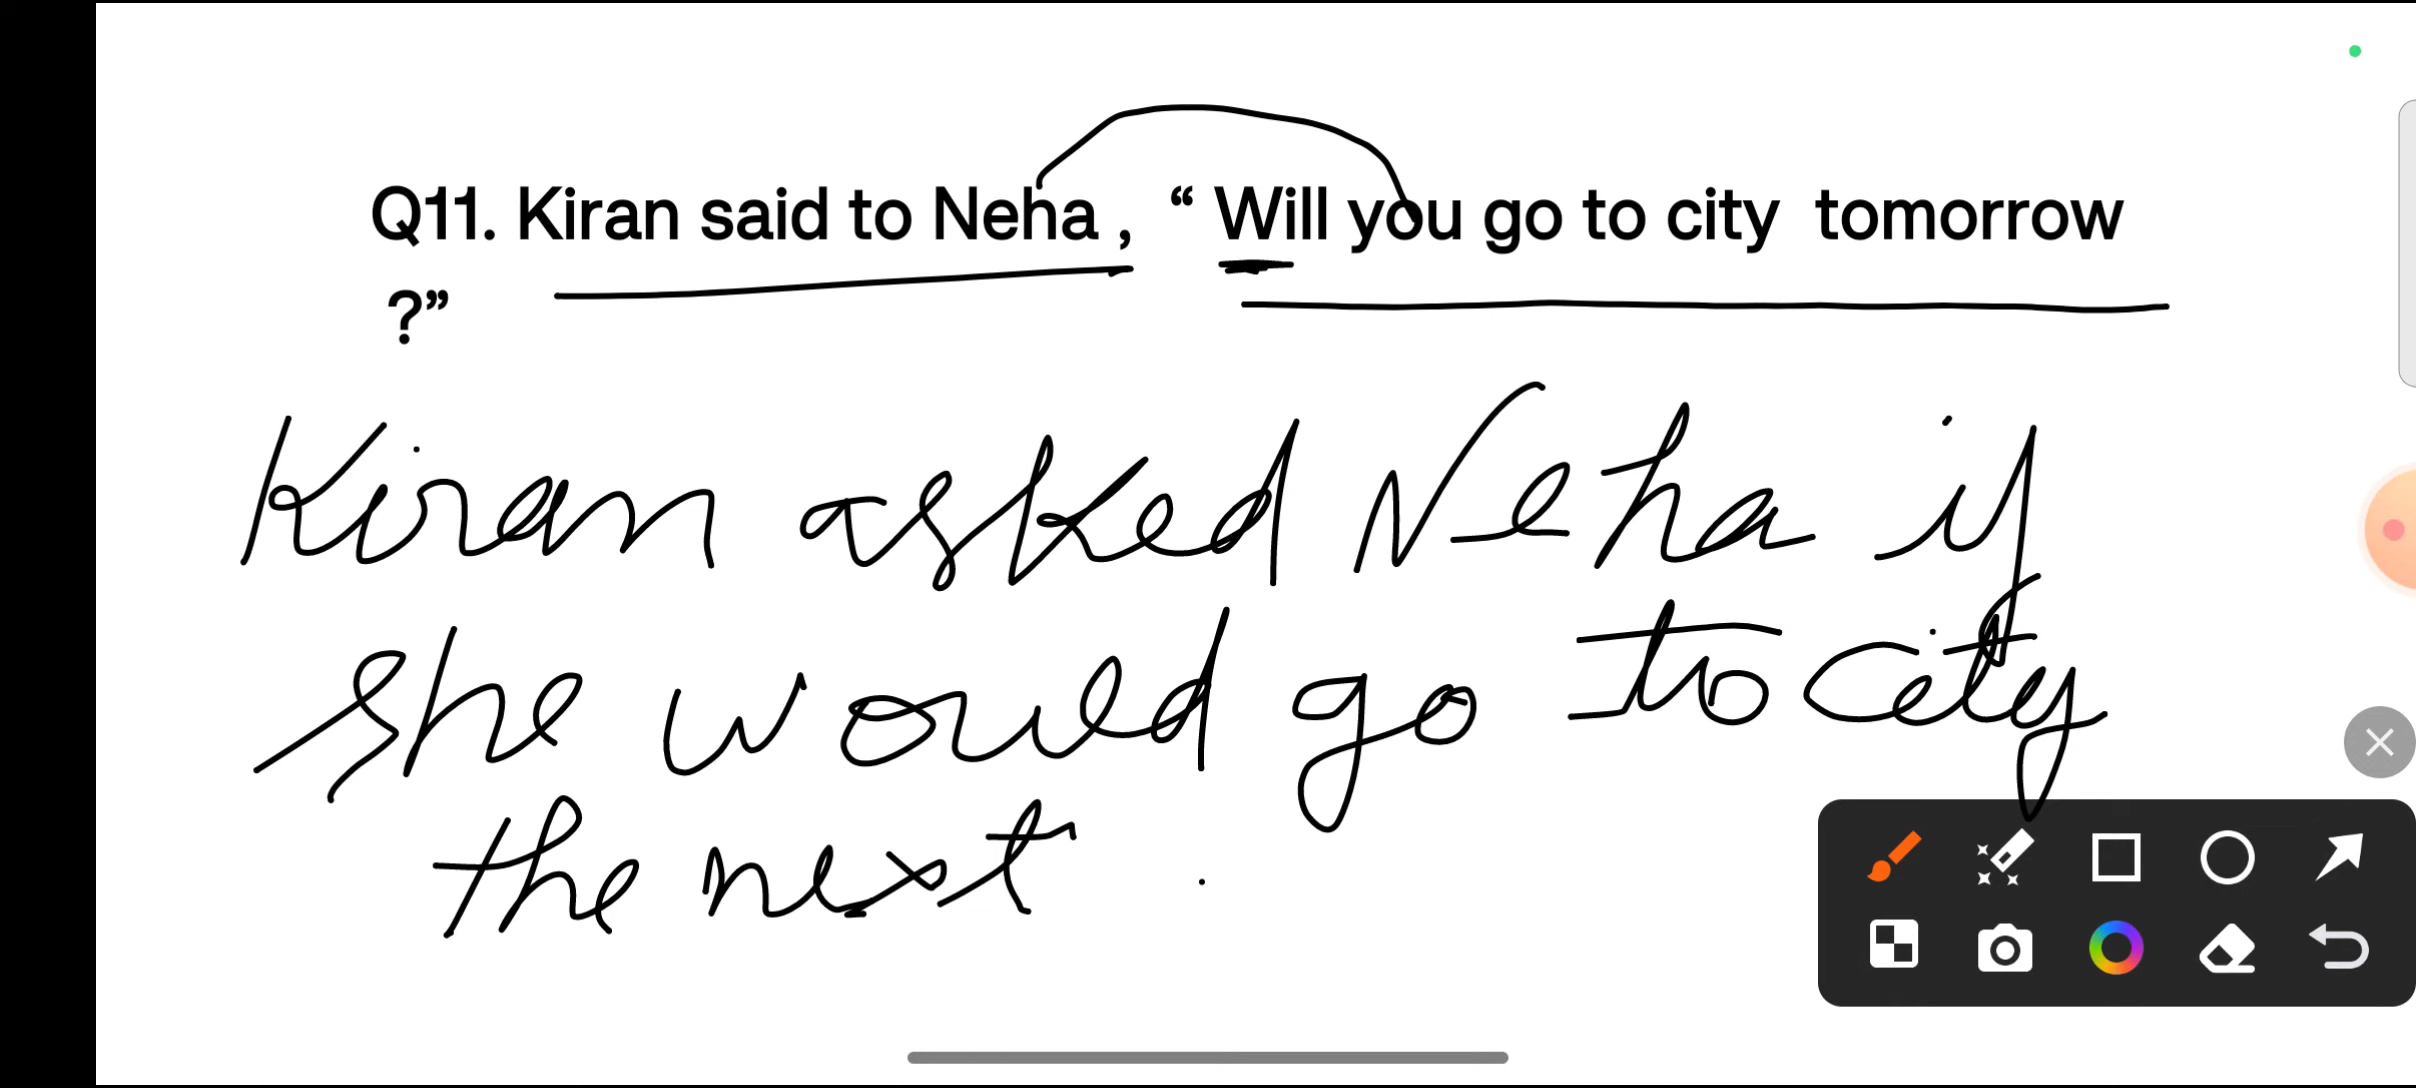 Q11. Kiran said to Neha , “ Will you go to city tomorrow
?”
Kiran asked Neha if
she would go to city
the next .